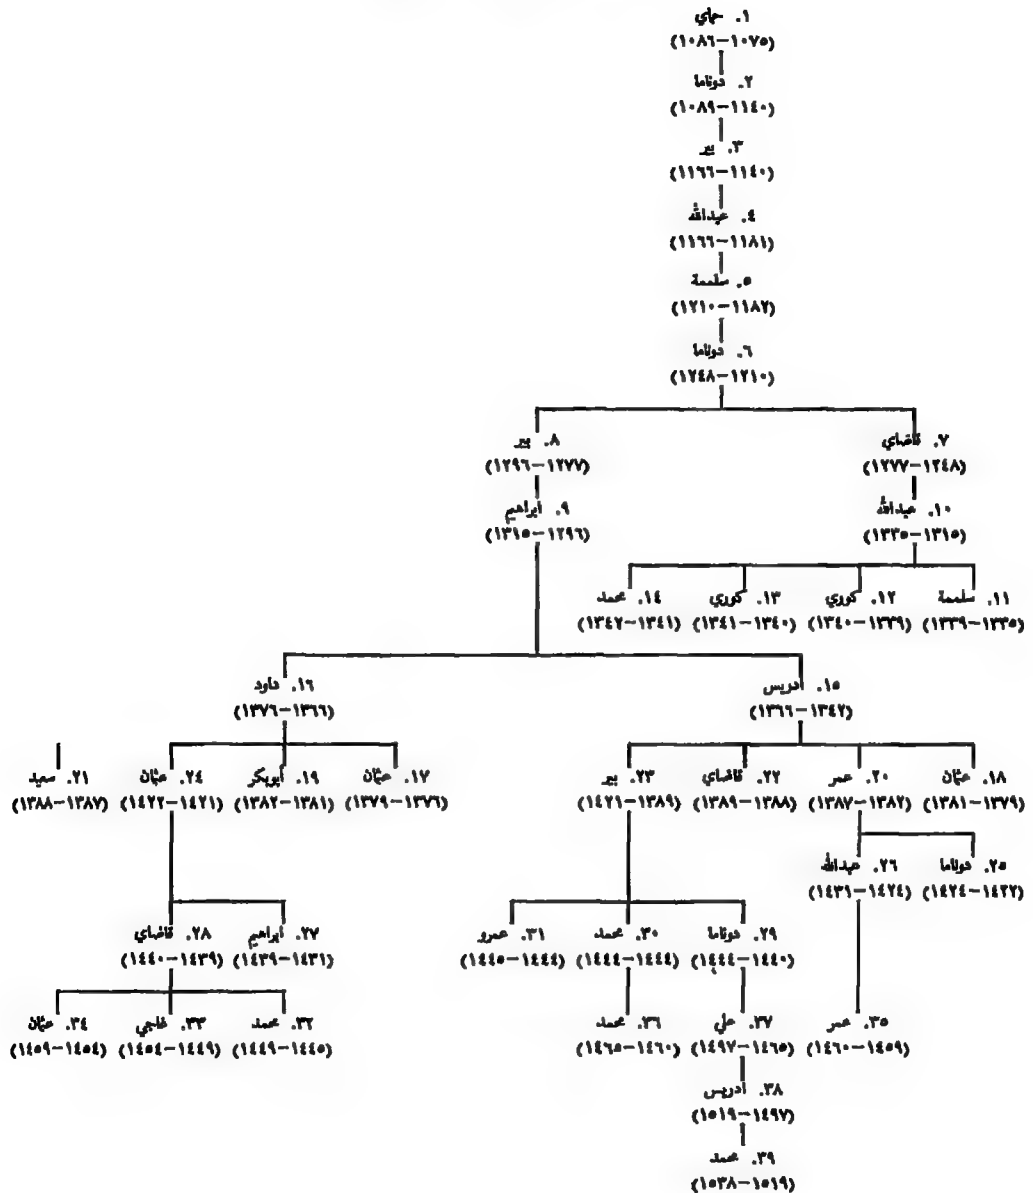 ١. حماي
(١٠٧٥–١٠٨٦)
٢. دوناما
(١١٤٠–١٠٨٩)
٣. بير
(١١٤٠–١١٦٦)
٤. عبدالله
(١١٨١–١١٦٦)
٥. سلممة
(١١٨٢–١٢١٠)
٦. دوناما
(١٢١٠–١٢٤٨)
٧. قاضاي
(١٢٤٨–١٢٧٧)
٨. بير
(١٢٧٧–١٢٩٦)
١٠. عبدالله
(١٣١٥–١٣٣٥)
٩. ابراهيم
(١٢٩٦–١٣١٥)
١١. سلممة
(١٣٣٥–١٣٣٩)
١٢. كوري
(١٣٣٩–١٣٤٠)
١٣. كوري
(١٣٤٠–١٣٤١)
١٤. محمد
(١٣٤١–١٣٤٢)
١٥. ادريس
(١٣٤٢–١٣٦٦)
١٦. داود
(١٣٦٦–١٣٧٦)
١٨. عثمان
(١٣٧٩–١٣٨١)
٢٠. عمر
(١٣٨٢–١٣٨٧)
٢٢. قاضاي
(١٣٨٨–١٣٨٩)
٢٣. بير
(١٣٨٩–١٤٢١)
١٧. عثمان
(١٣٧٦–١٣٧٩)
١٩. أبوبكر
(١٣٨١–١٣٨٢)
٢٤. عثمان
(١٤٢١–١٤٢٢)
٢١. سعيد
(١٣٨٧–١٣٨٨)
٢٥. دوناما
(١٤٢٢–١٤٢٤)
٢٦. عبدالله
(١٤٢٤–١٤٣١)
٢٩. دوناما
(١٤٤٠–١٤٤٤)
٣٠. محمد
(١٤٤٤–١٤٤٤)
٣١. عمرو
(١٤٤٤–١٤٤٥)
٢٧. ابراهيم
(١٤٣١–١٤٣٩)
٢٨. قاضاي
(١٤٣٩–١٤٤٠)
٣٥. عمر
(١٤٥٩–١٤٦٠)
٣٧. علي
(١٤٦٥–١٤٩٧)
٣٦. محمد
(١٤٦٠–١٤٦٥)
٣٢. محمد
(١٤٤٥–١٤٤٩)
٣٣. غلجي
(١٤٤٩–١٤٥٤)
٣٤. عثمان
(١٤٥٤–١٤٥٩)
٣٨. ادريس
(١٤٩٧–١٥١٩)
٣٩. محمد
(١٥١٩–١٥٣٨)